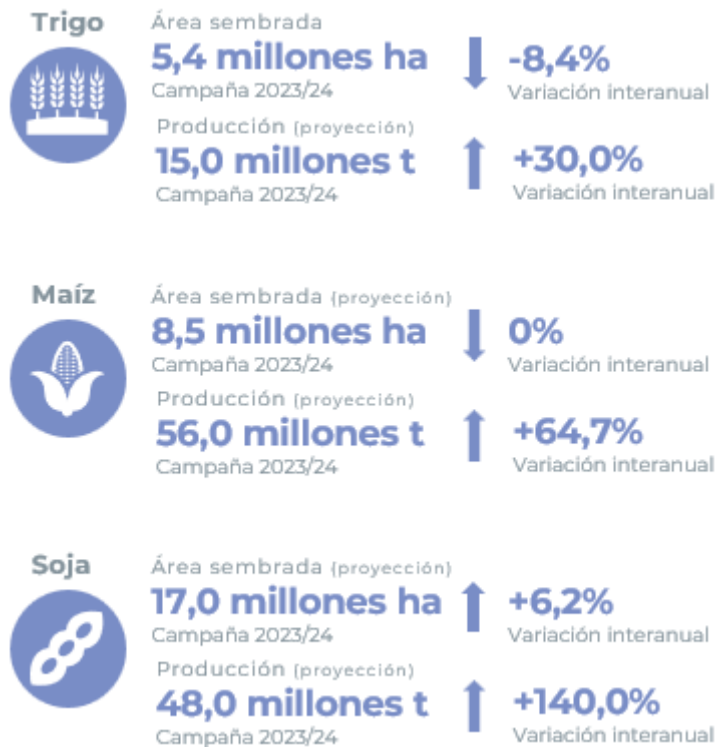 Trigo
Área sembrada
5,4 millones ha
-8,4%
Campaña 2023/24
Variación interanual
Producción (proyección)
15,0 millones t
+30,0%
Campaña 2023/24
Variación interanual
Maíz
Área sembrada (proyección)
8,5 millones ha
0%
Campaña 2023/24
Variación interanual
Producción (proyección)
56,0 millones t
+64,7%
Campaña 2023/24
Variación interanual
Soja
Área sembrada (proyección)
17,0 millones ha
+6,2%
Campaña 2023/24
Variación interanual
Producción (proyección)
48,0 millones t
+140,0%
Campaña 2023/24
Variación interanual